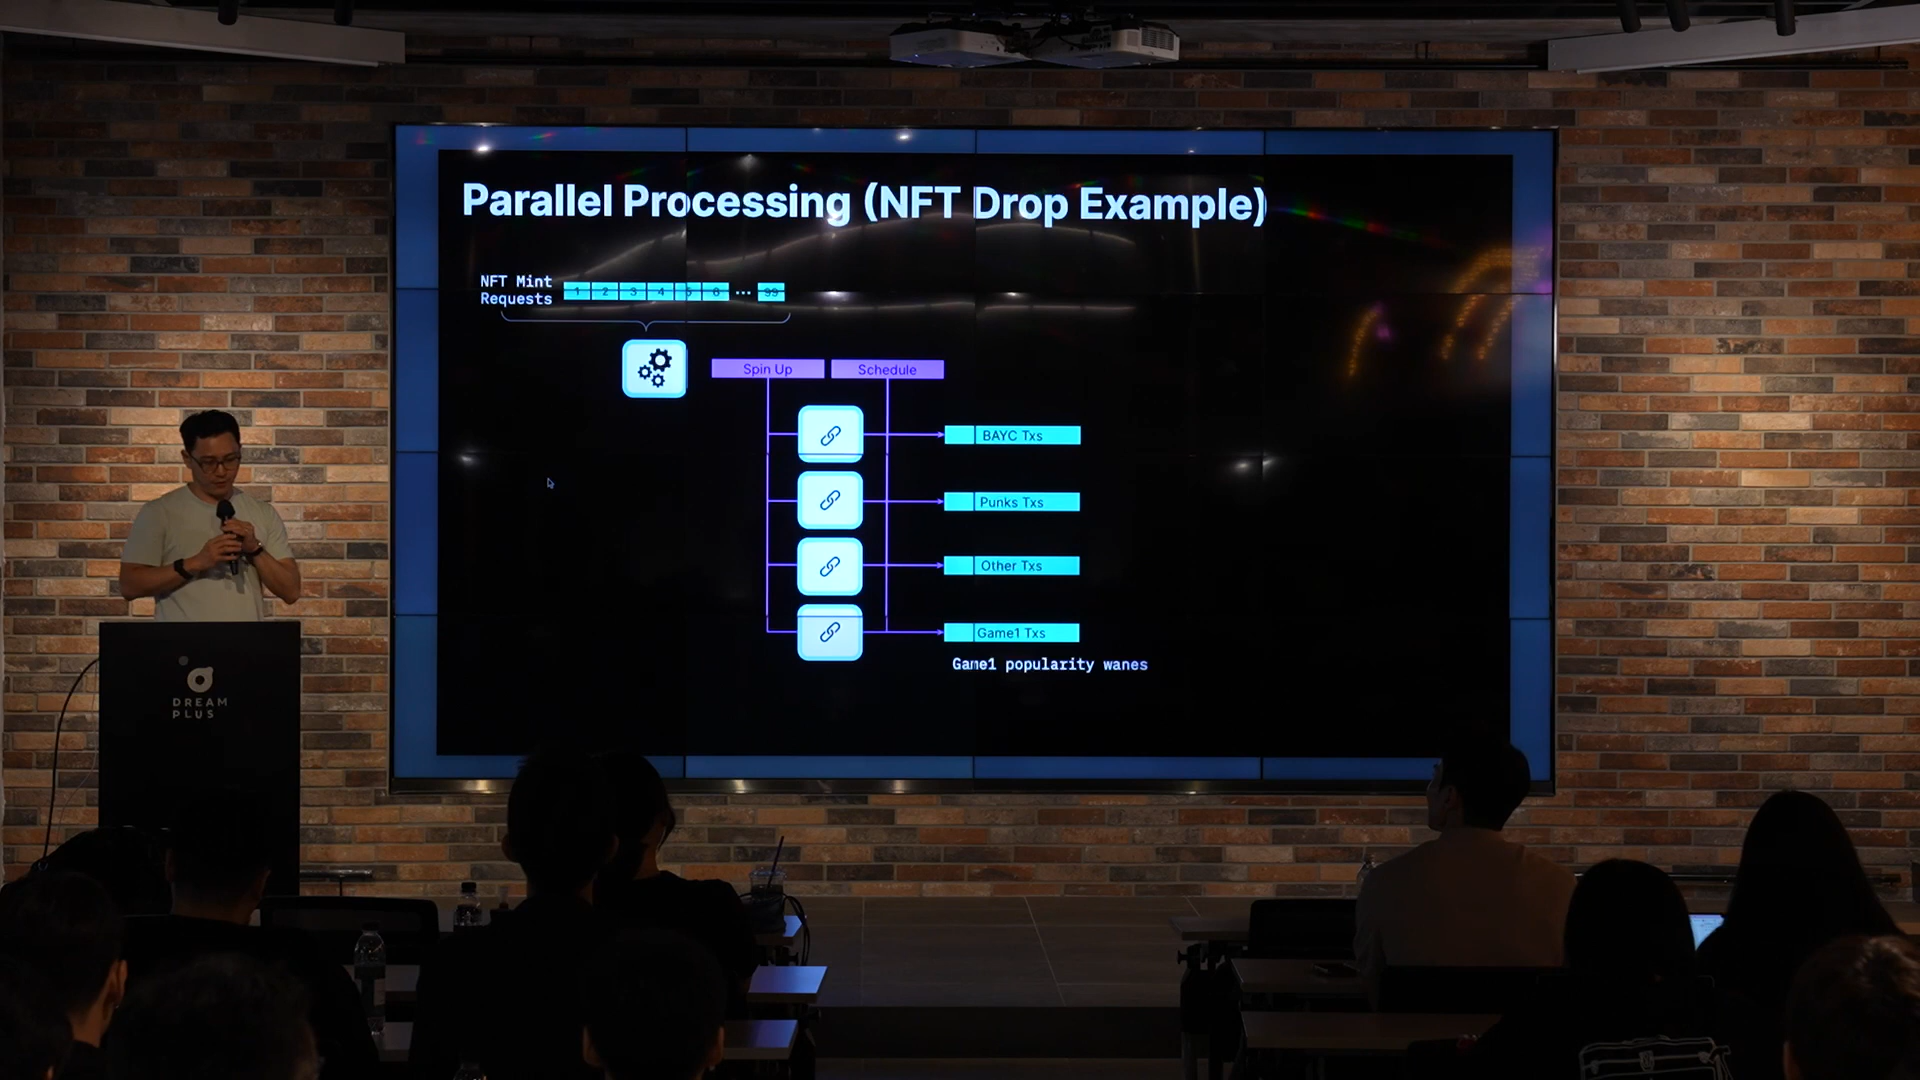 Parallel Processing (NFT Drop Example)
NFT Mint
Requests
1 2 3 4 5 6 ... 99
Spin Up
Schedule
BAYC Txs
Punks Txs
Other Txs
Game1 Txs
Game1 popularity wanes
DREAM
PLUS